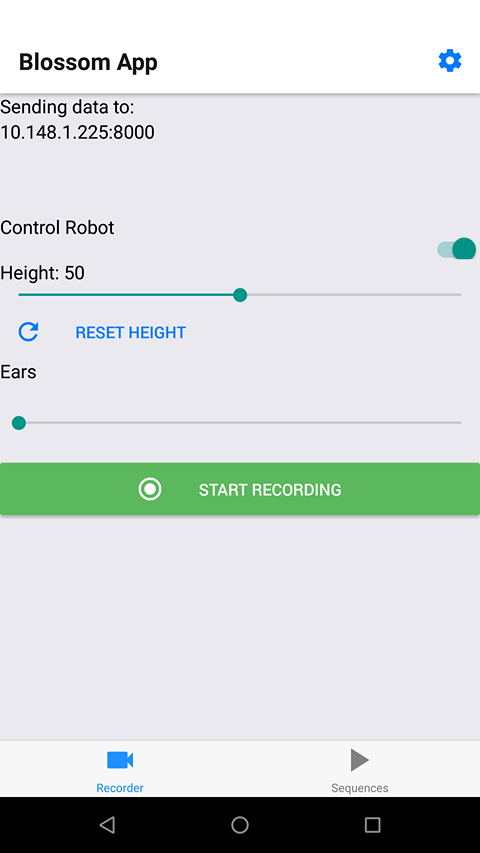 Blossom App
Sending data to:
10.148.1.225:8000
Control Robot
Height: 50
RESET HEIGHT
Ears
START RECORDING
Recorder
Sequences